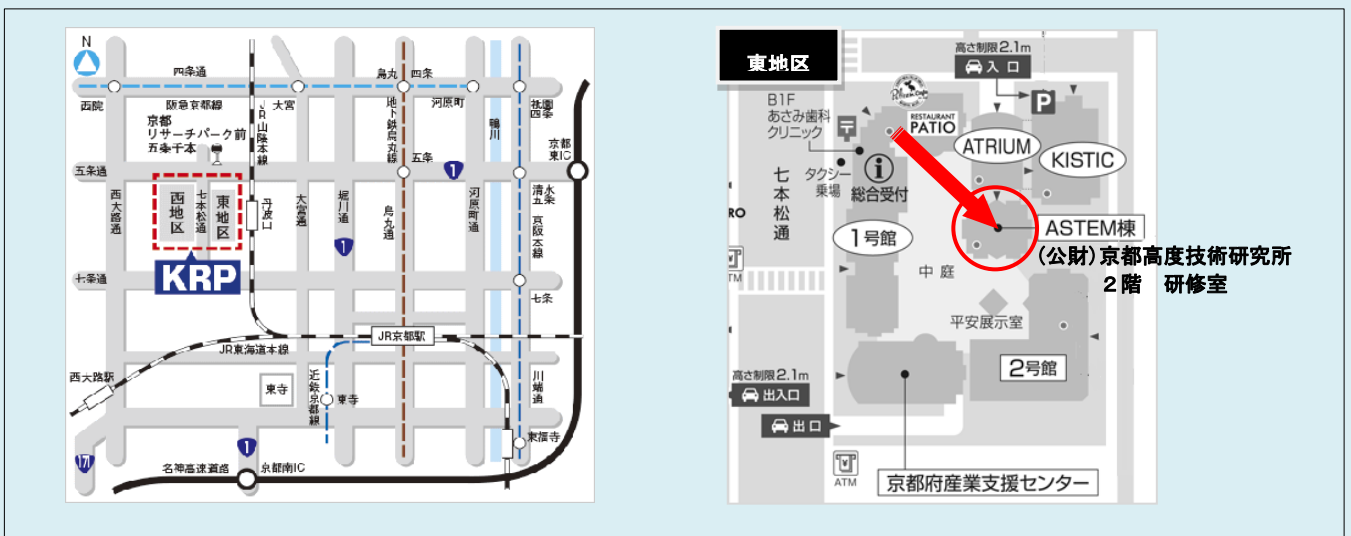 N
四条通
烏丸
四条
西院
阪急京都線
大宮
河原町
祇園
四条
JR山陰本線
地下鉄烏丸線
鴨川
京都
リサーチパーク前
五条千本
京都
東IC
五条通
五条
1
西大路通
西地区
七本松通
東地区
丹波口
大宮通
堀川通
1
烏丸通
河原町通
清水
五条
京阪本線
KRP
七条通
七条
JR京都駅
JR東海道本線
西大路駅
東寺
近鉄京都線
東寺
川端通
東福寺
171
1
名神高速道路
京都南IC
東地区
高さ制限2.1m
入口
P
B1F
あさみ歯科
クリニック
RESTAURANT
PATIO
ATRIUM
KISTIC
タクシー
乗場
総合受付
七本松通
RO
ATM
1号館
ASTEM棟
(公財)京都高度技術研究所
2階 研修室
中庭
平安展示室
2号館
高さ制限2.1m
出入口
出口
ATM
京都府産業支援センター